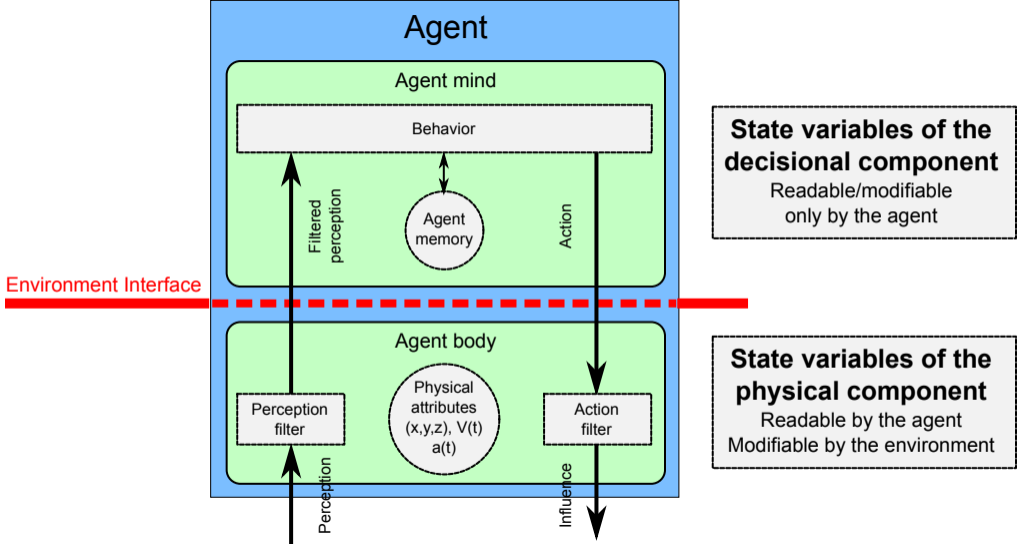 Agent
Agent mind
Behavior
Filtered
perception
Agent
memory
Action
State variables of the
decisional component
Readable/modifiable
only by the agent
Environment Interface
Agent body
Perception
filter
Physical
attributes
(x,y,z), V(t)
a(t)
Action
filter
Perception
Influence
State variables of the
physical component
Readable by the agent
Modifiable by the environment